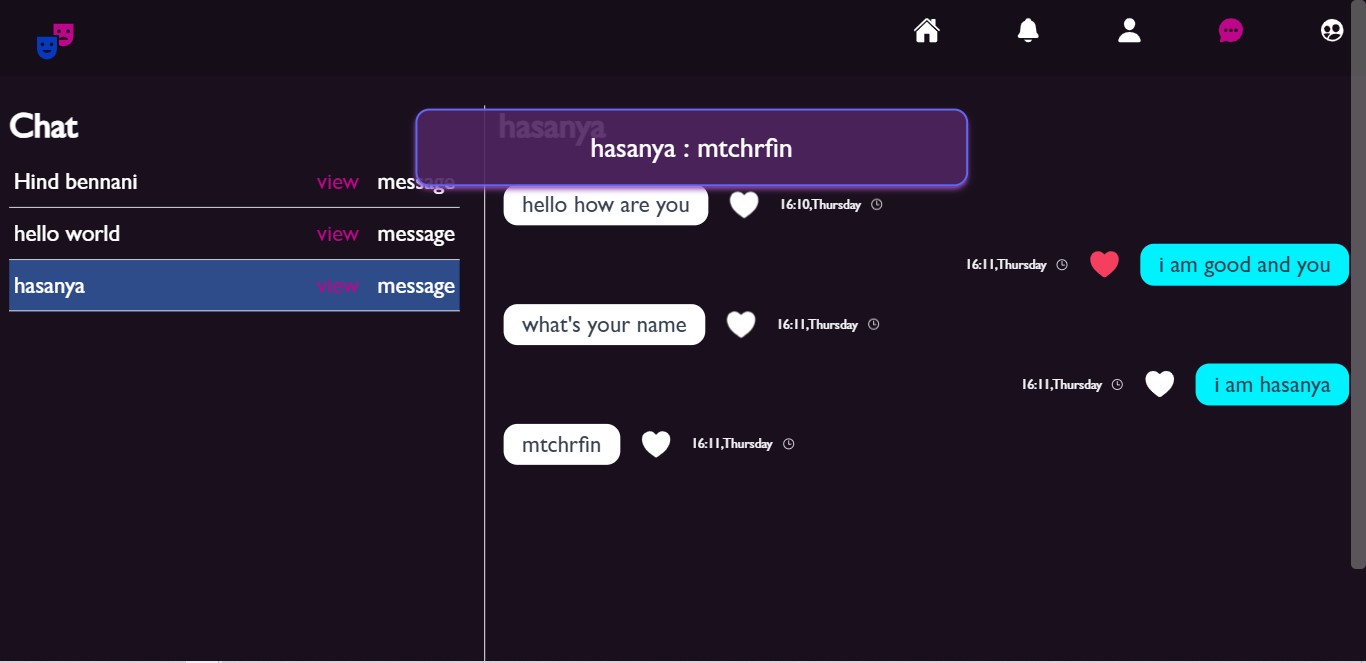 Chat
Hind bennani view message
hello world view message
hasanya view message
hasanya
hasanya : mtchrfin
hello how are you 16:10,Thursday
16:11,Thursday i am good and you
what's your name 16:11,Thursday
16:11,Thursday i am hasanya
mtchrfin 16:11,Thursday